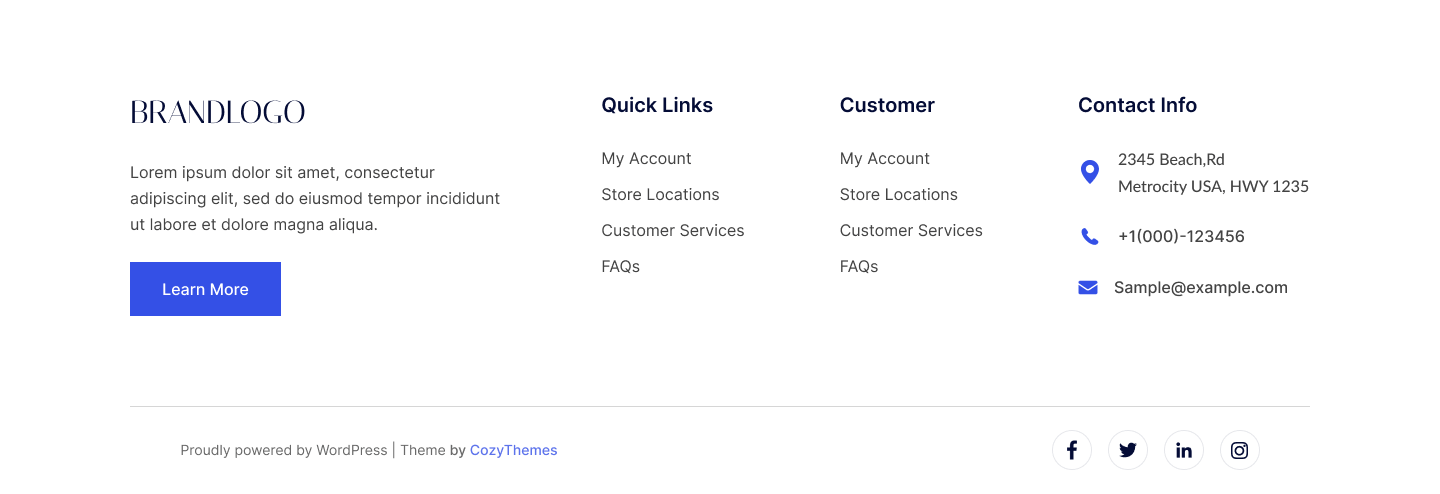 BRANDLOGO
Lorem ipsum dolor sit amet, consectetur
adipiscing elit, sed do eiusmod tempor incididunt
ut labore et dolore magna aliqua.
Learn More
Quick Links
My Account
Store Locations
Customer Services
FAQs
Customer
My Account
Store Locations
Customer Services
FAQs
Contact Info
2345 Beach,Rd
Metrocity USA, HWY 1235
+1(000)-123456
Sample@example.com
Proudly powered by WordPress | Theme by CozyThemes